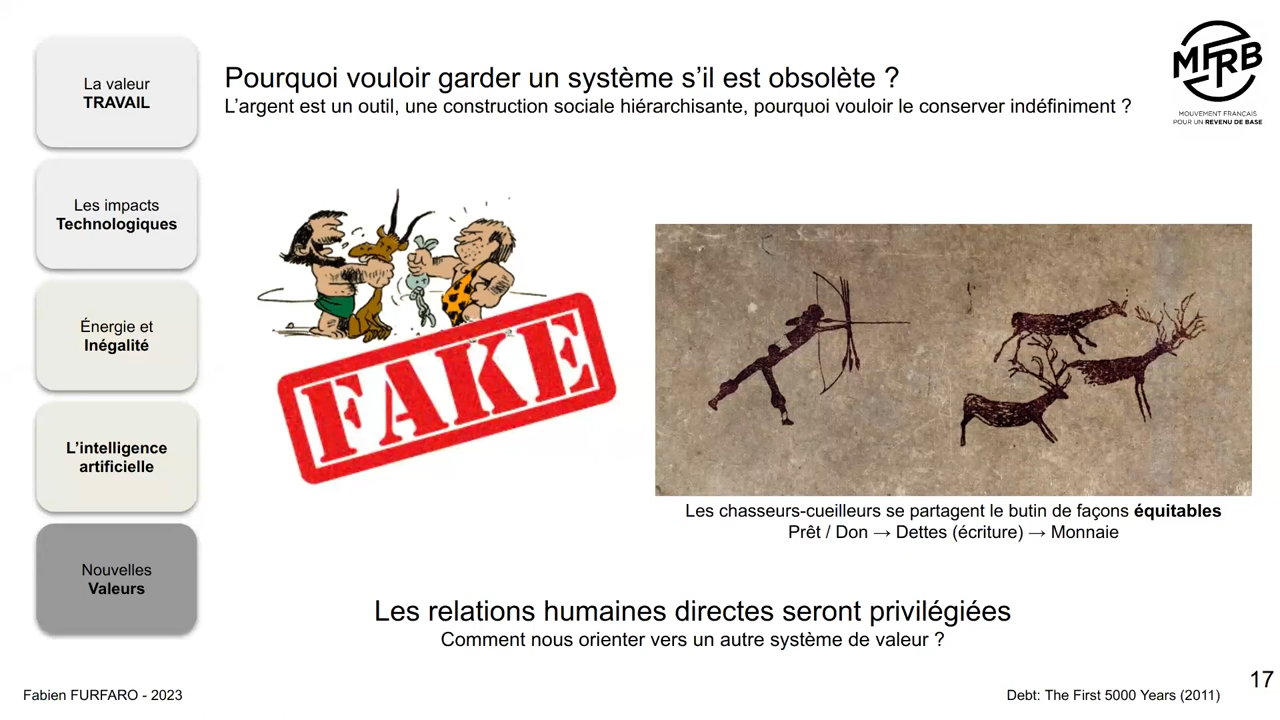 La valeur
TRAVAIL
Les impacts
Technologiques
Énergie et
Inégalité
L'intelligence
artificielle
Nouvelles
Valeurs
Pourquoi vouloir garder un système s'il est obsolète ?
L'argent est un outil, une construction sociale hiérarchisante, pourquoi vouloir le conserver indéfiniment ?
MFRB
MOUVEMENT FRANÇAIS
POUR UN REVENU DE BASE
FAKE
Les chasseurs-cueilleurs se partagent le butin de façons équitables
Prêt / Don → Dettes (écriture) → Monnaie
Les relations humaines directes seront privilégiées
Comment nous orienter vers un autre système de valeur ?
Fabien FURFARO - 2023
Debt: The First 5000 Years (2011)
17